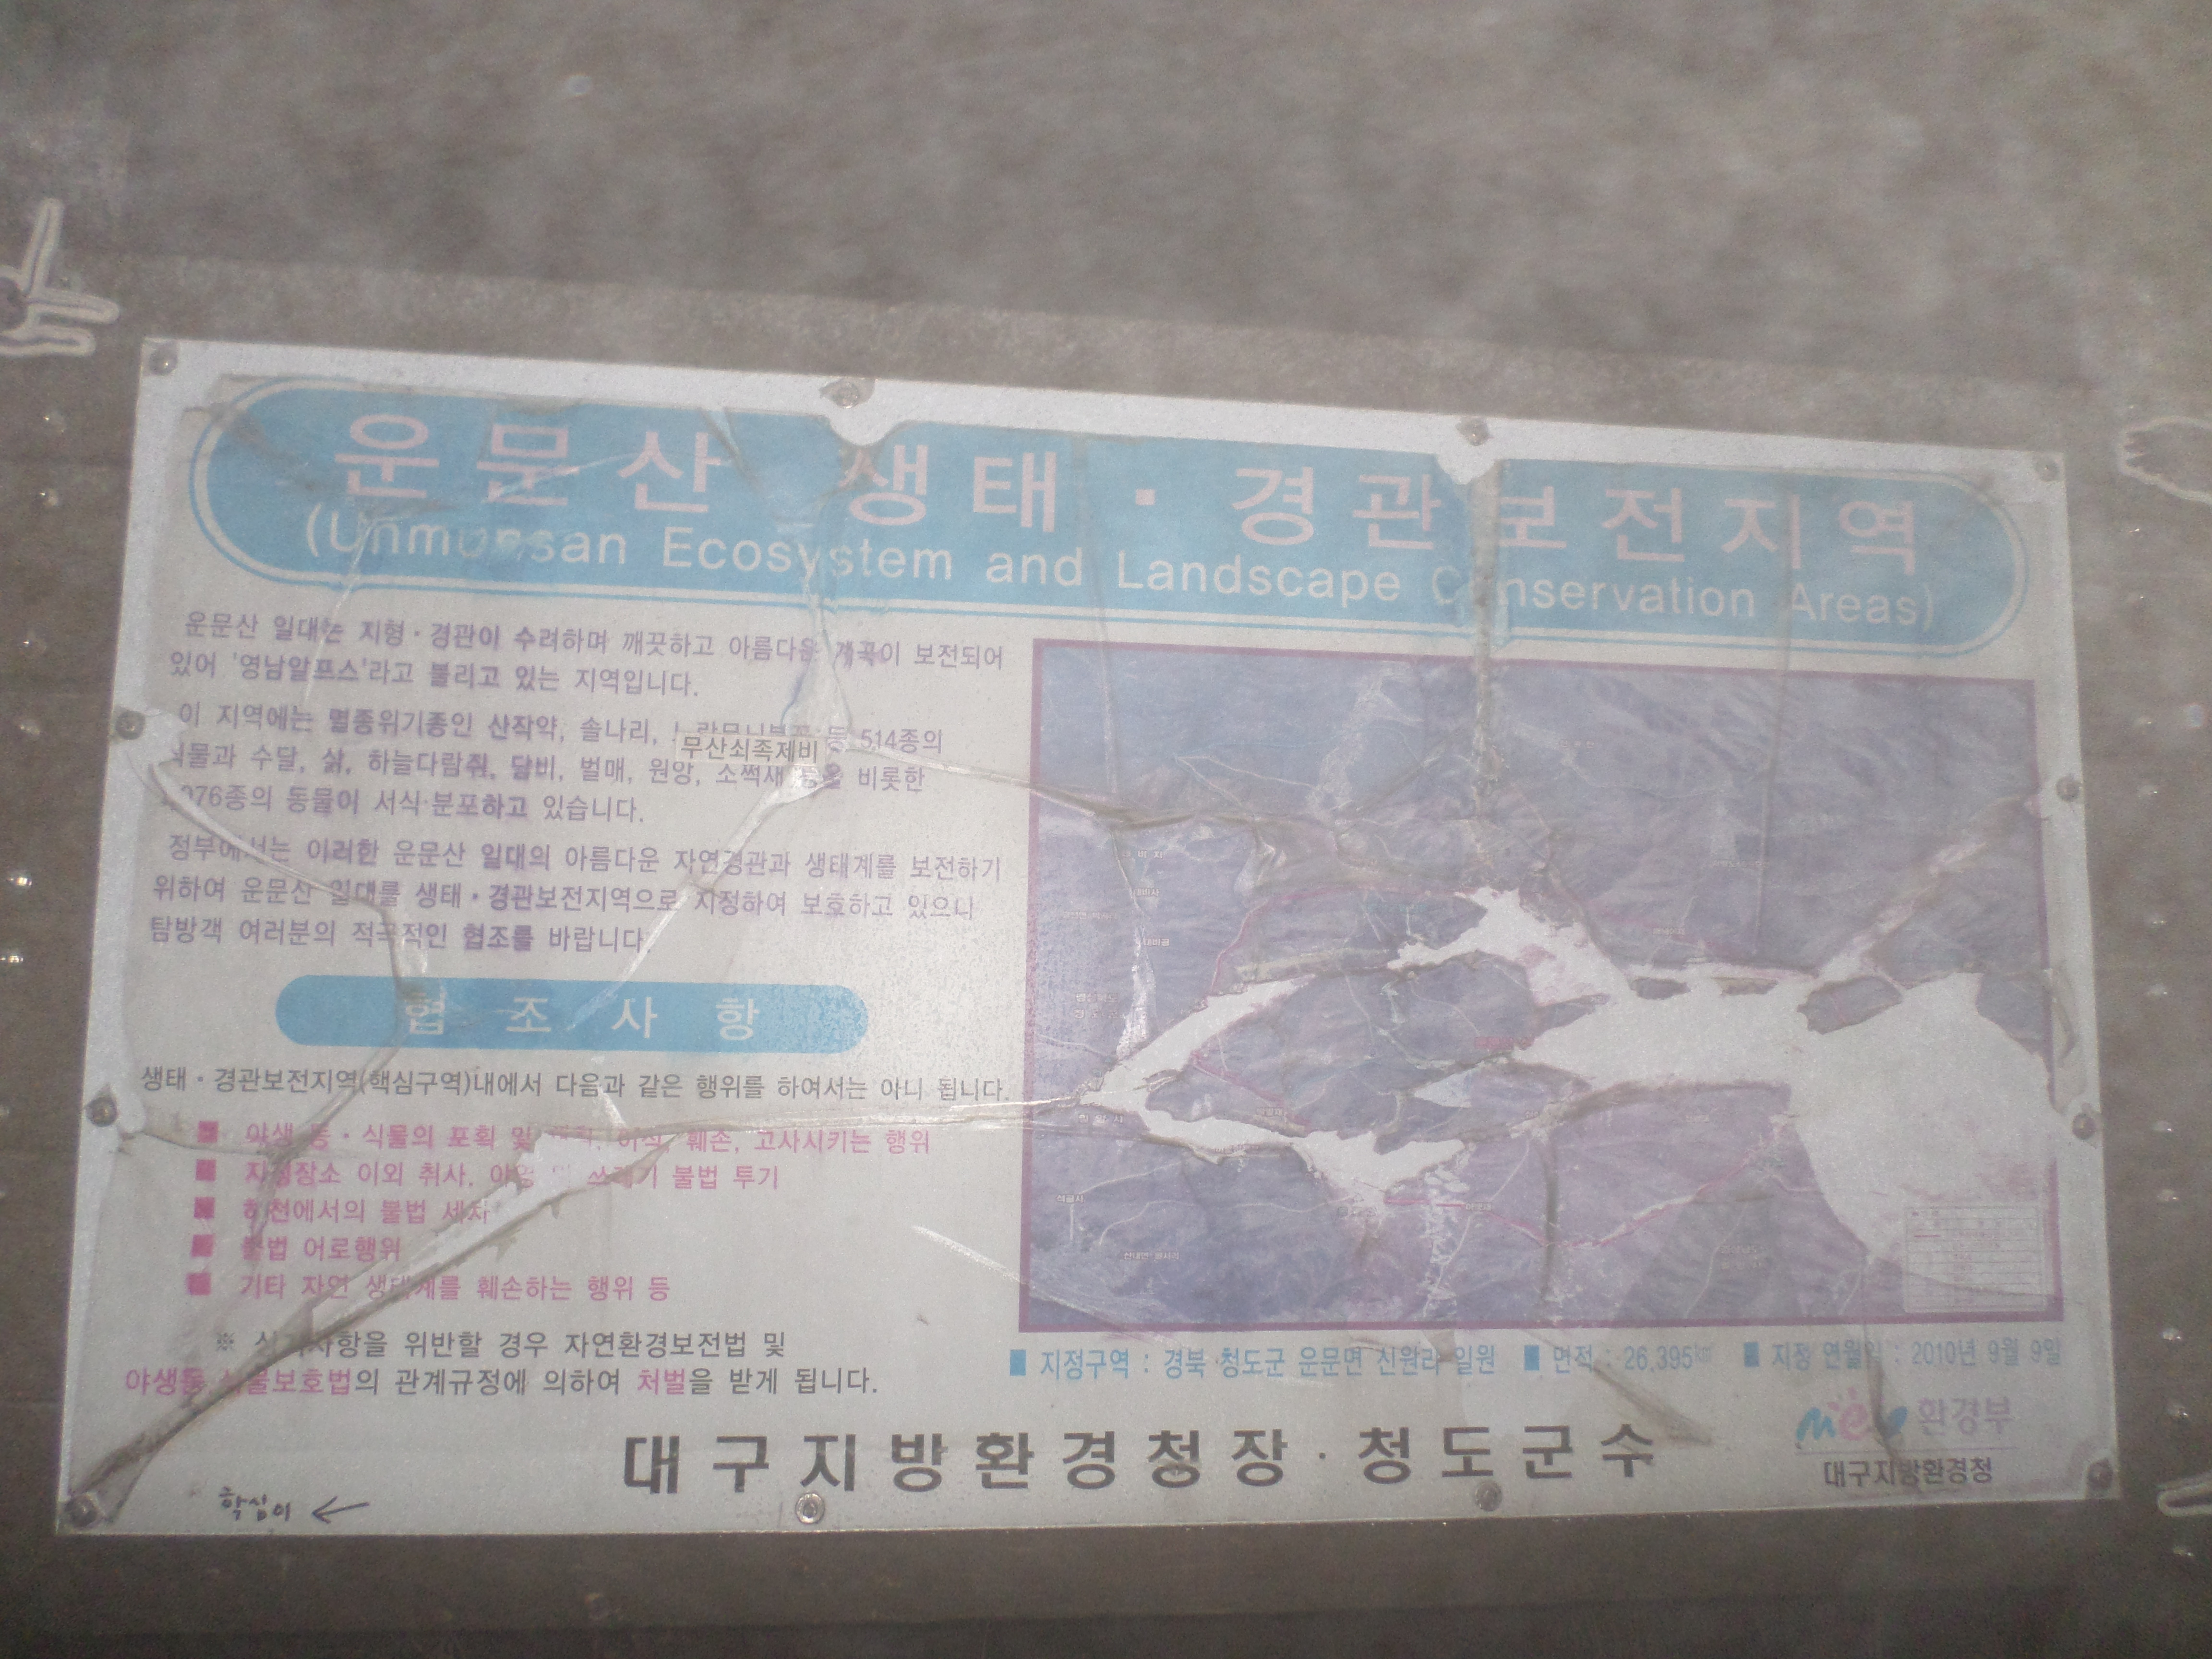 운문산 생태·경관보전지역
(Unmunsan Ecosystem and Landscape Conservation Areas)
운문산 일대는 지형·경관이 수려하며 깨끗하고 아름다운 계곡이 보전되어
있어 '영남알프스'라고 불리고 있는 지역입니다.
이 지역에는 멸종위기종인 산작약, 솔나리, 등 514종의
무산쇠족제비
식물과 수달, 삵, 하늘다람쥐, 담비, 벌매, 원앙, 소쩍새 등을 비롯한
종의 동물이 서식·분포하고 있습니다.
정부에서는 이러한 운문산 일대의 아름다운 자연경관과 생태계를 보전하기
위하여 운문산 일대를 생태·경관보전지역으로 지정하여 보호하고 있으니
탐방객 여러분의 적극적인 협조를 바랍니다.
협조사항
생태·경관보전지역(핵심구역)내에서 다음과 같은 행위를 하여서는 아니 됩니다.
■ 야생 동·식물의 포획 및 훼손, 고사시키는 행위
■ 지정장소 이외 취사, 야영 및 쓰레기 불법 투기
■ 하천에서의 불법 세차
■ 불법 어로행위
■ 기타 자연 생태계를 훼손하는 행위 등
※ 위반할 경우 자연환경보전법 및
야생동·식물보호법의 관계규정에 의하여 처벌을 받게 됩니다.
■ 지정구역 : 경북 청도군 운문면 신원리 일원 ■ 면적 : 26,395㎢ ■ 지정 연월일 : 2010년 9월 9일
환경부
대구지방환경청
대구지방환경청장·청도군수
학심이 ←